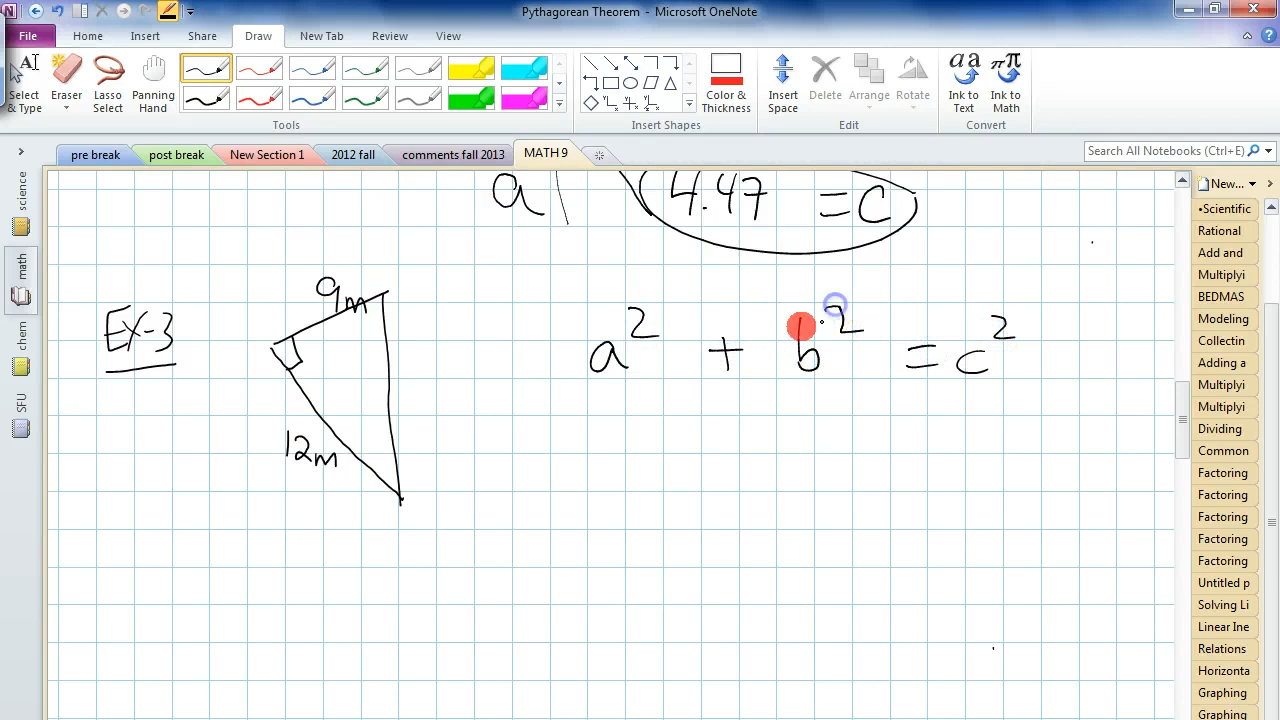 Pythagorean Theorem - Microsoft OneNote
File Home Insert Share Draw New Tab Review View
Select & Type
Eraser
Lasso Select
Panning Hand
Color & Thickness
Insert Space
Delete
Arrange
Rotate
Ink to Text
Ink to Math
Tools Insert Shapes Edit Convert
pre break post break New Section 1 2012 fall comments fall 2013 MATH 9
Search All Notebooks (Ctrl+E)
science
math
chem
SFU
a
4.47 = c
Ex-3
9m
12m
a² + b² = c²
New...
•Scientific
Rational
Add and
Multiplyi
BEDMAS
Modeling
Collectin
Adding a
Multiplyi
Multiplyi
Dividing
Common
Factoring
Factoring
Factoring
Factoring
Factoring
Untitled p
Solving Li
Linear Ine
Relations
Horizonta
Graphing
Graphing